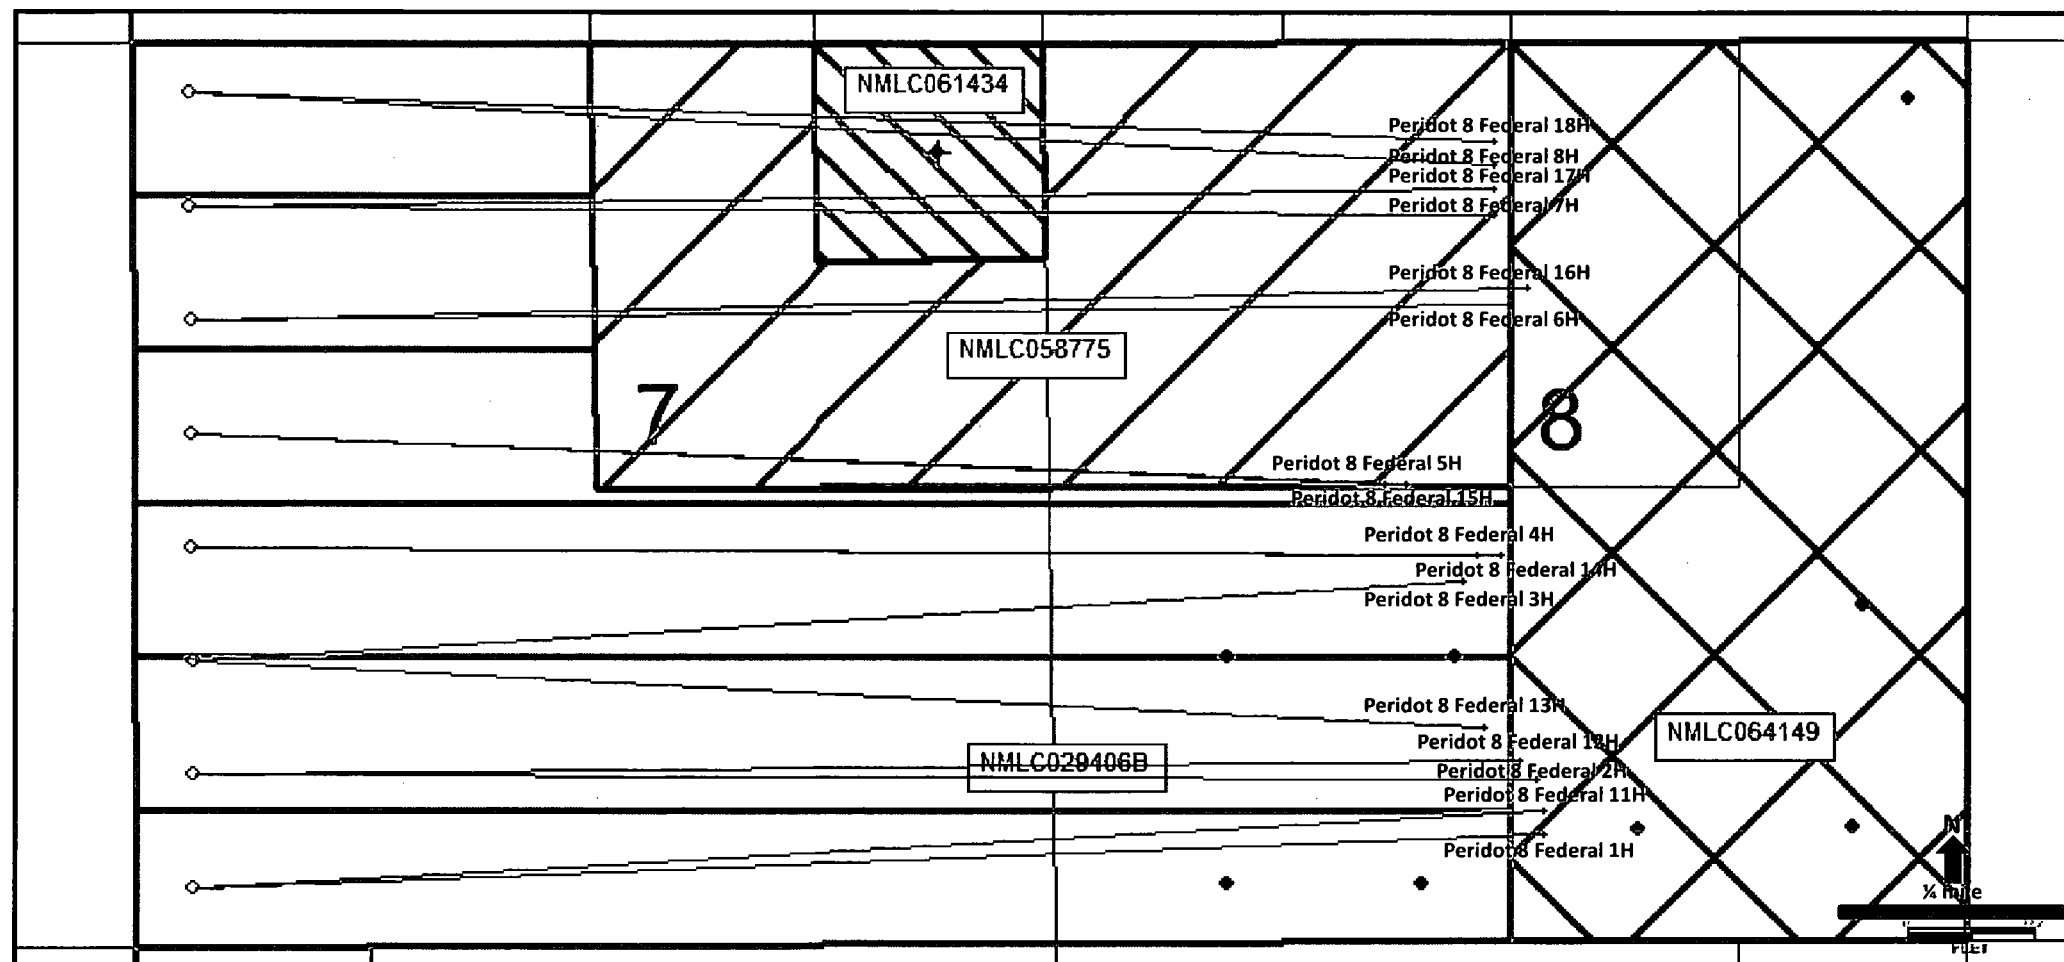 NMLC061434
Peridot 8 Federal 18H
Peridot 8 Federal 8H
Peridot 8 Federal 17H
Peridot 8 Federal 7H
Peridot 8 Federal 16H
Peridot 8 Federal 6H
NMLC058775
7
8
Peridot 8 Federal 5H
Peridot 8 Federal 15H
Peridot 8 Federal 4H
Peridot 8 Federal 14H
Peridot 8 Federal 3H
Peridot 8 Federal 13H
NMLC064149
Peridot 8 Federal 12H
NMLC029406B
Peridot 8 Federal 2H
Peridot 8 Federal 11H
N
Peridot 8 Federal 1H
¼ mile
FEET